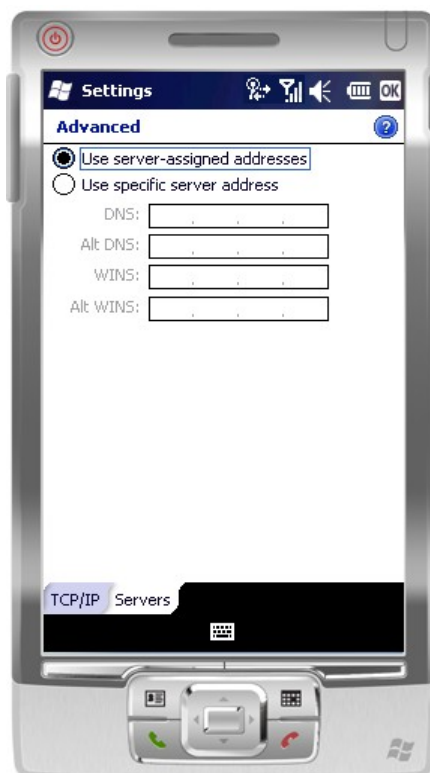 Settings
OK
Advanced
?
Use server-assigned addresses
Use specific server address
DNS:
Alt DNS:
WINS:
Alt WINS:
TCP/IP Servers